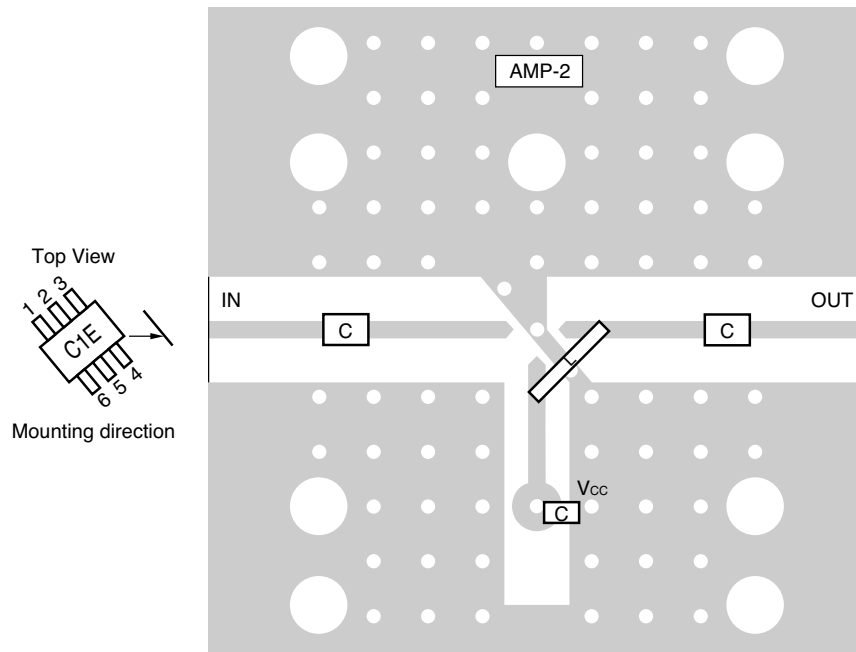 AMP-2
Top View
1 2 3
C1E
6 5 4
Mounting direction
IN
OUT
C
C
L
VCC
C